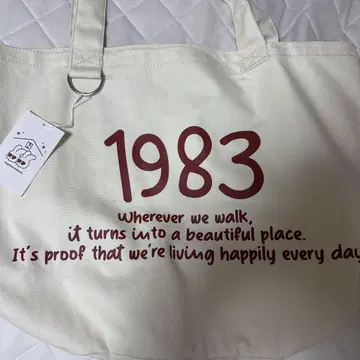 1983
Wherever we walk,
it turns into a beautiful place.
It's proof that we're living happily every day